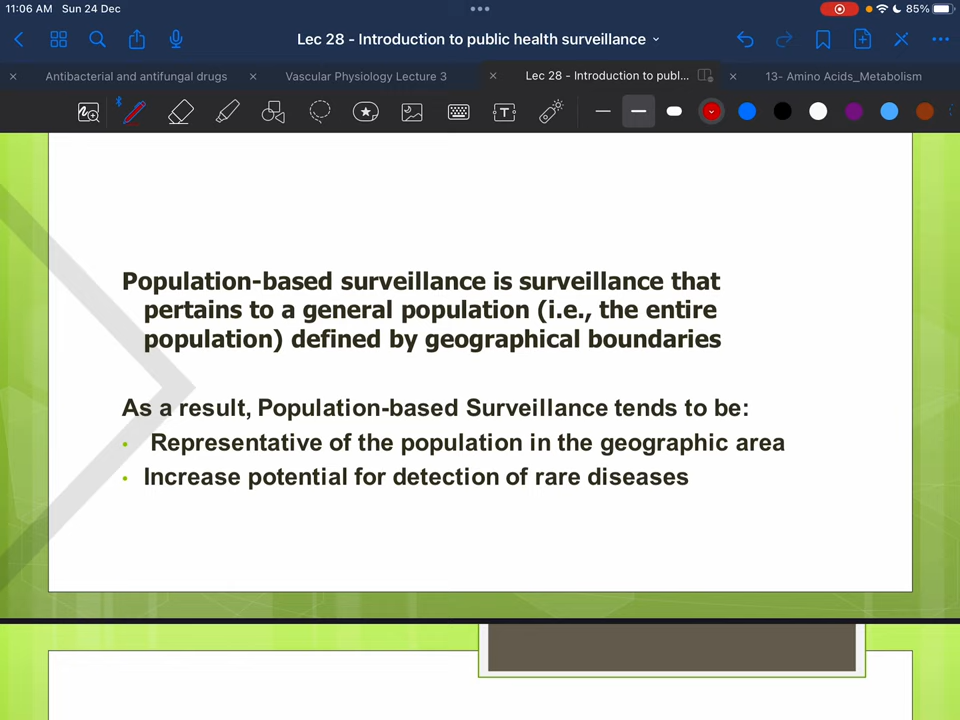 11:06 AM Sun 24 Dec
85%
Lec 28 - Introduction to public health surveillance
Antibacterial and antifungal drugs
Vascular Physiology Lecture 3
Lec 28 - Introduction to publ...
13- Amino Acids_Metabolism
Population-based surveillance is surveillance that
pertains to a general population (i.e., the entire
population) defined by geographical boundaries
As a result, Population-based Surveillance tends to be:
• Representative of the population in the geographic area
• Increase potential for detection of rare diseases